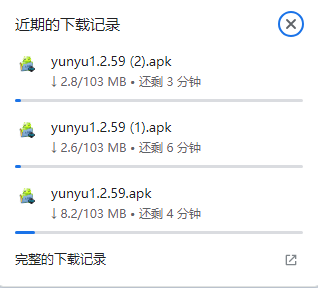 近期的下载记录
yunyu1.2.59 (2).apk
↓2.8/103 MB • 还剩 3 分钟
yunyu1.2.59 (1).apk
↓2.6/103 MB • 还剩 6 分钟
yunyu1.2.59.apk
↓8.2/103 MB • 还剩 4 分钟
完整的下载记录